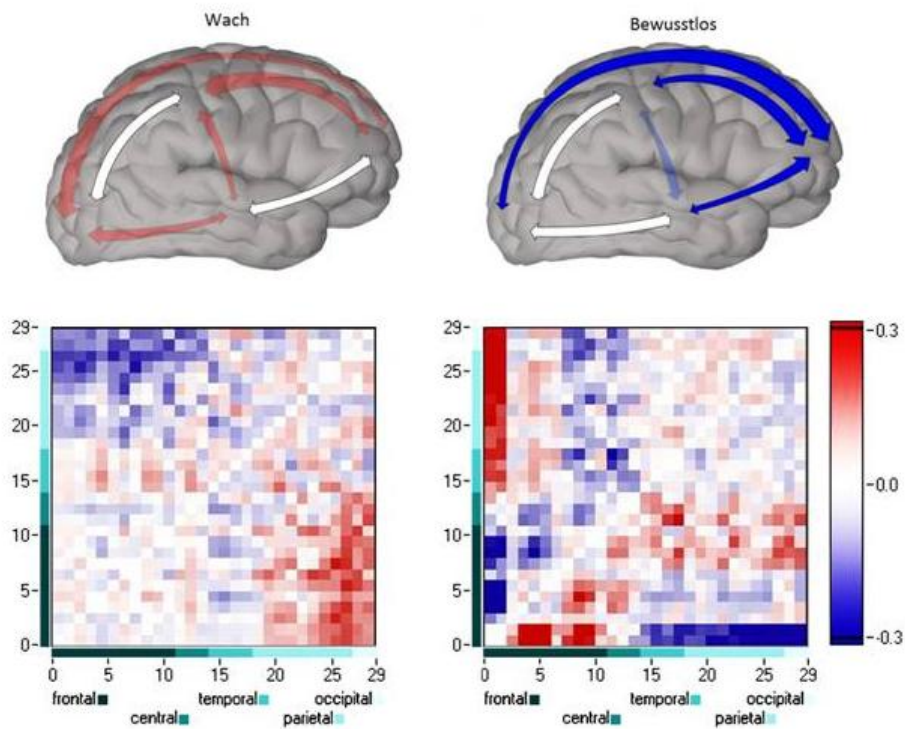 Wach
Bewusstlos
29
25
20
15
10
5
0
0 5 10 15 20 25 29
frontal temporal occipital
central parietal
29
25
20
15
10
5
0
0 5 10 15 20 25 29
frontal temporal occipital
central parietal
0.3
0.0
-0.3